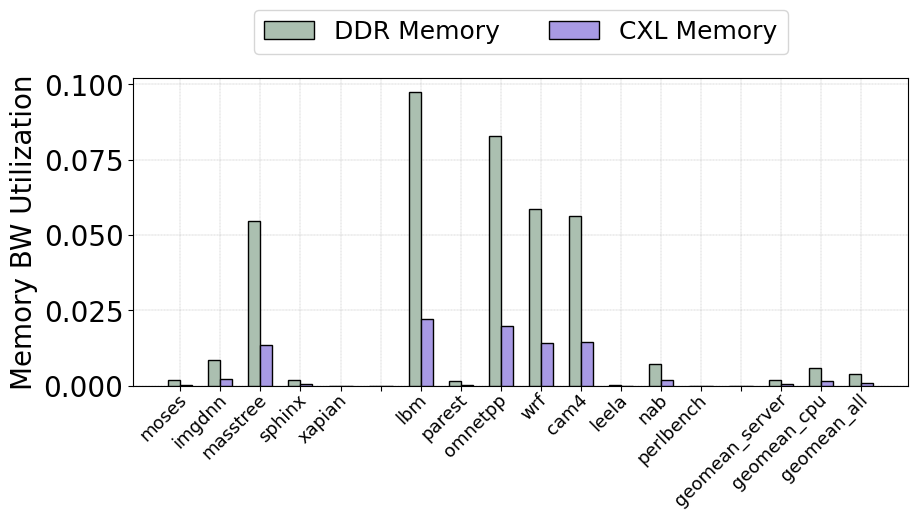 DDR Memory CXL Memory
Memory BW Utilization
0.100
0.075
0.050
0.025
0.000
moses
imgdnn
masstree
sphinx
xapian
lbm
parest
omnetpp
wrf
cam4
leela
nab
perlbench
geomean_server
geomean_cpu
geomean_all